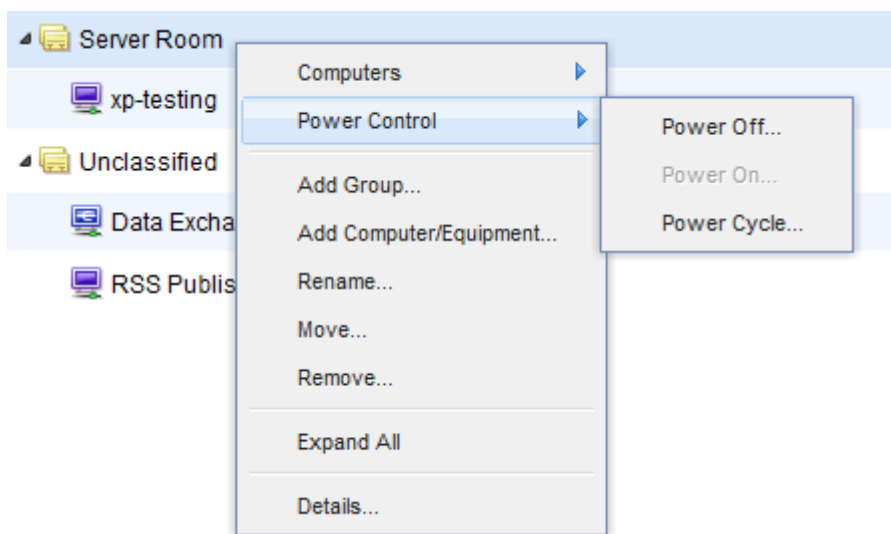 Server Room
xp-testing
Unclassified
Data Excha
RSS Publis
Computers
Power Control
Add Group...
Add Computer/Equipment...
Rename...
Move...
Remove...
Expand All
Details...
Power Off...
Power On...
Power Cycle...